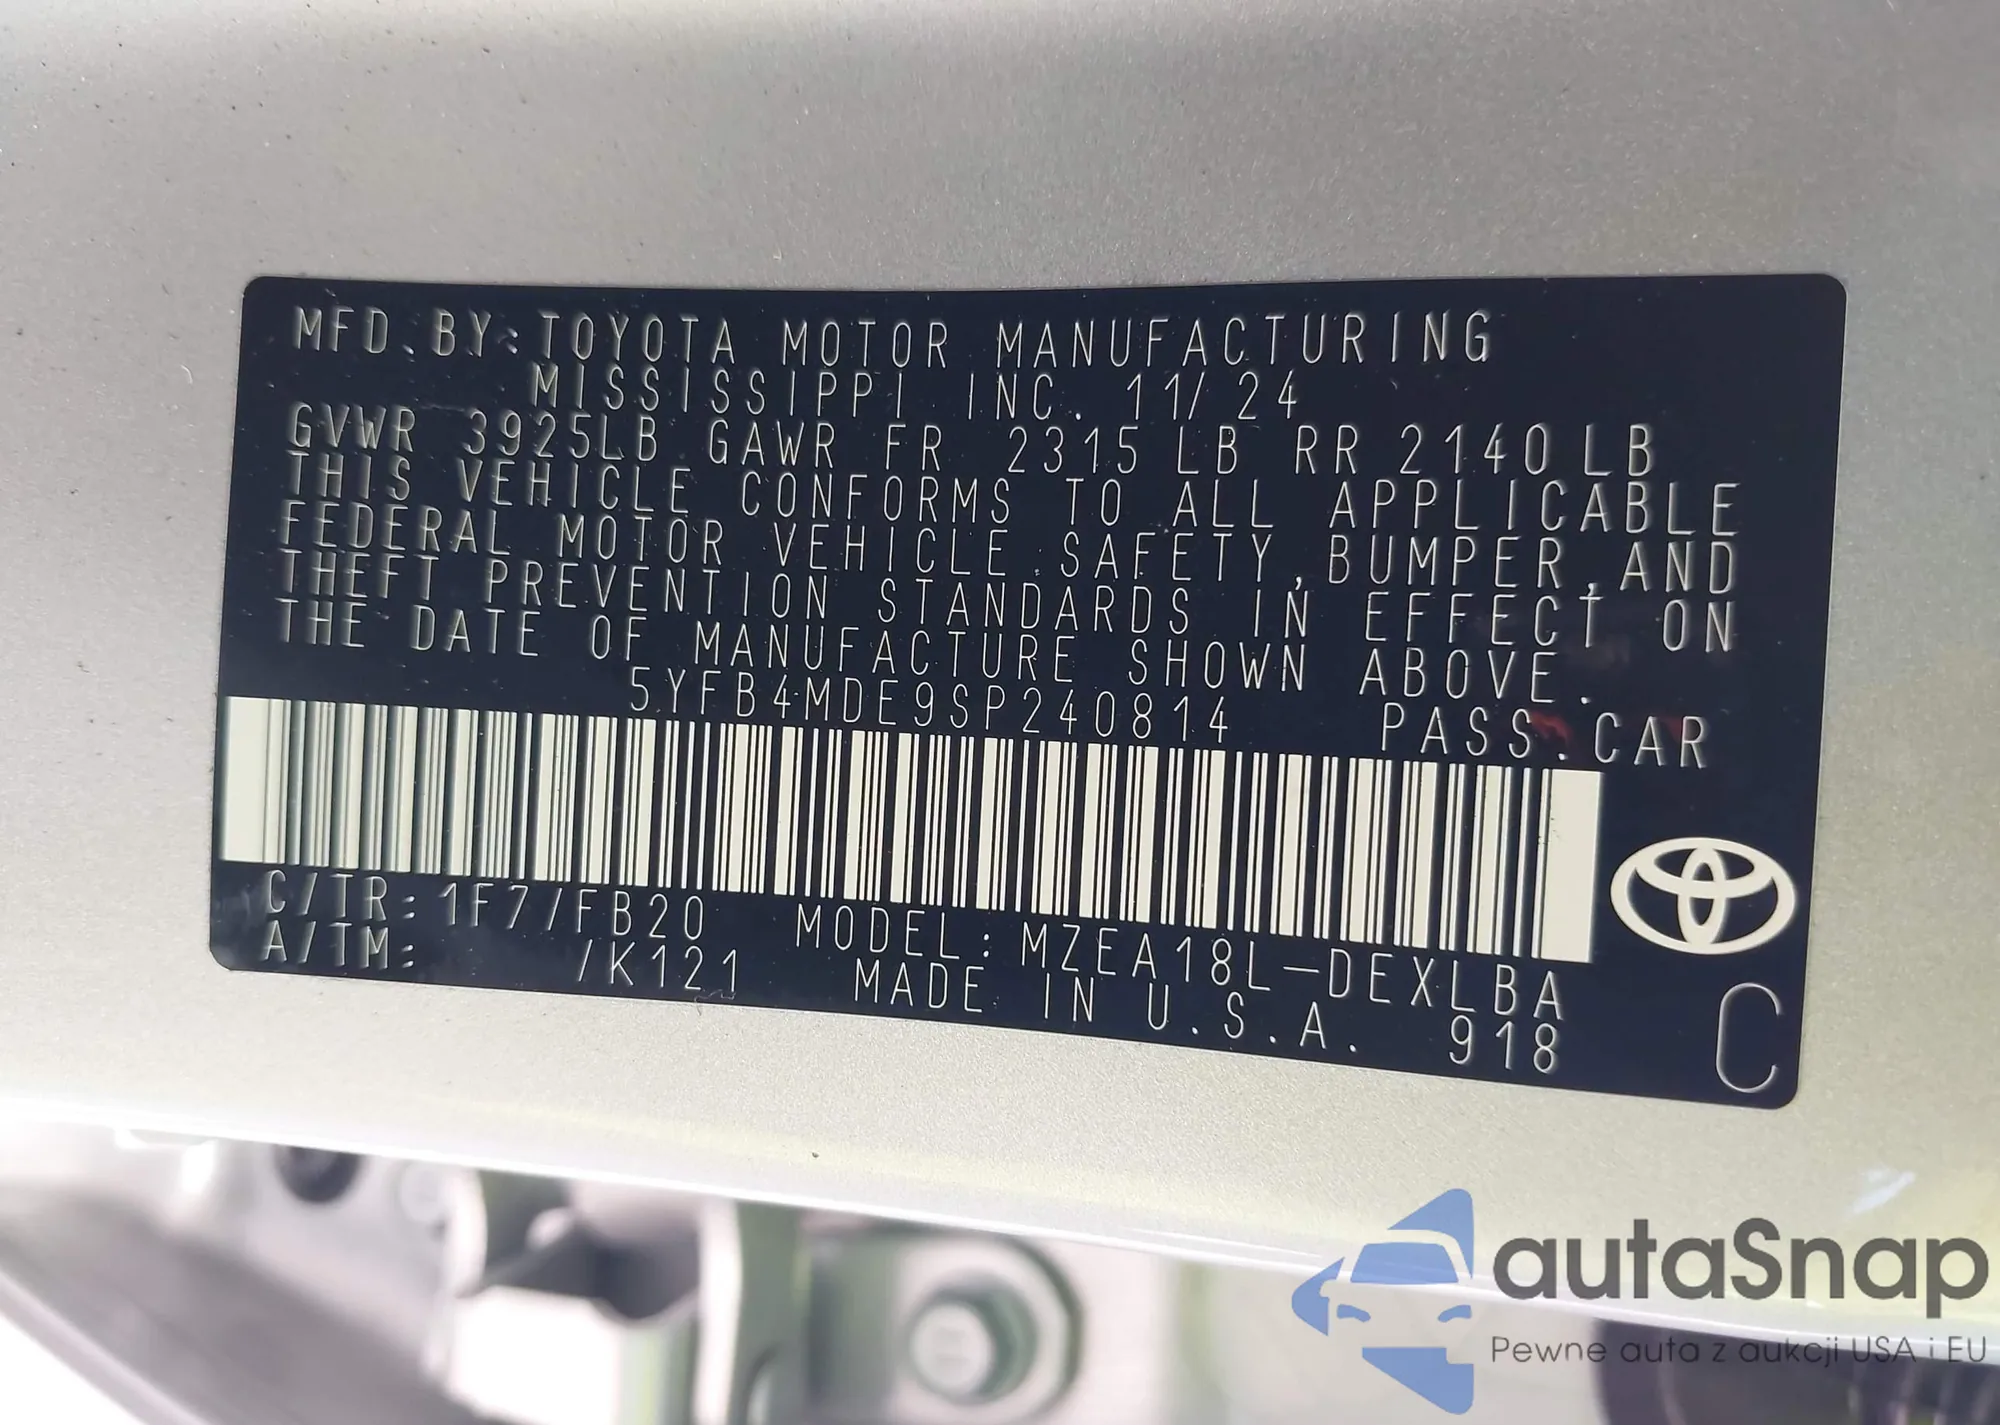 MFD. BY: TOYOTA MOTOR MANUFACTURING
MISSISSIPPI INC. 11/24
GVWR 3925LB GAWR FR 2315 LB RR 2140LB
THIS VEHICLE CONFORMS TO ALL APPLICABLE
FEDERAL MOTOR VEHICLE SAFETY, BUMPER, AND
THEFT PREVENTION STANDARDS IN EFFECT ON
THE DATE OF MANUFACTURE SHOWN ABOVE.
5YFB4MDE9SP240814 PASS. CAR
C/TR: 1F7/FB20 MODEL: MZEA18L-DEXLBA
A/TM: /K121 MADE IN U.S.A. 918
C
autaSnap
Pewne auta z aukcji USA i EU